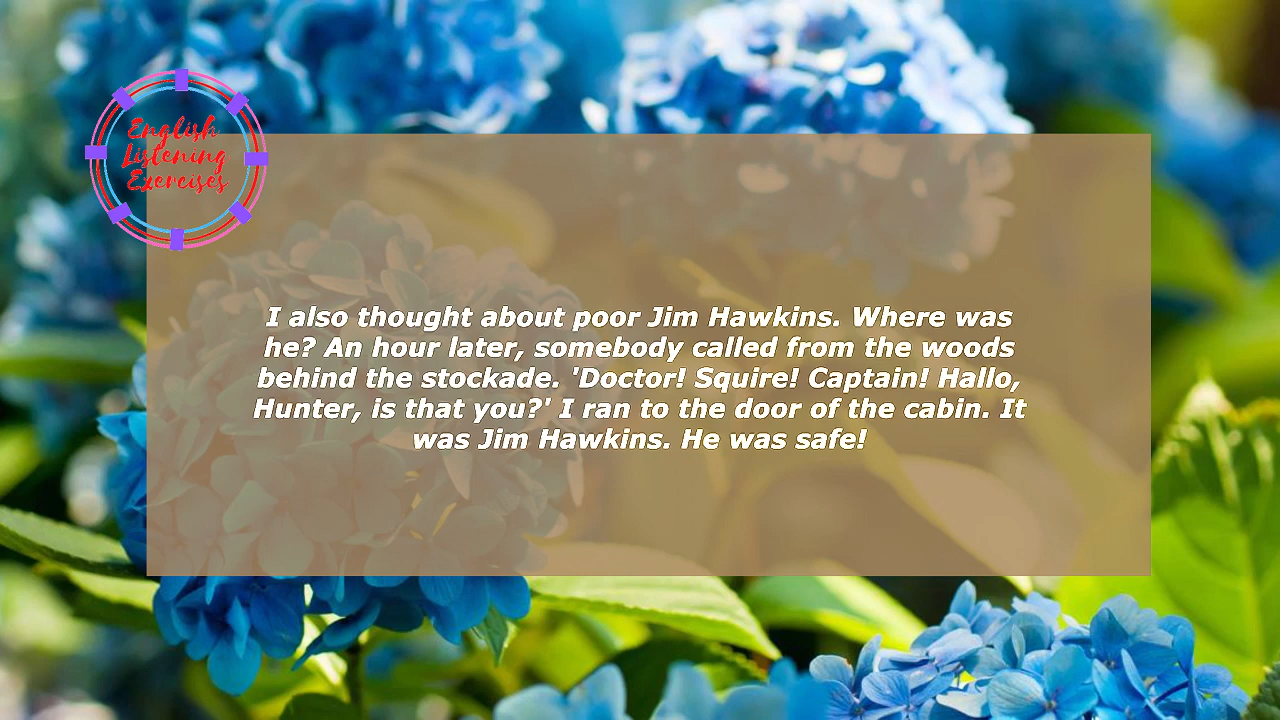 English
Listening
Exercises
I also thought about poor Jim Hawkins. Where was
he? An hour later, somebody called from the woods
behind the stockade. 'Doctor! Squire! Captain! Hallo,
Hunter, is that you?' I ran to the door of the cabin. It
was Jim Hawkins. He was safe!